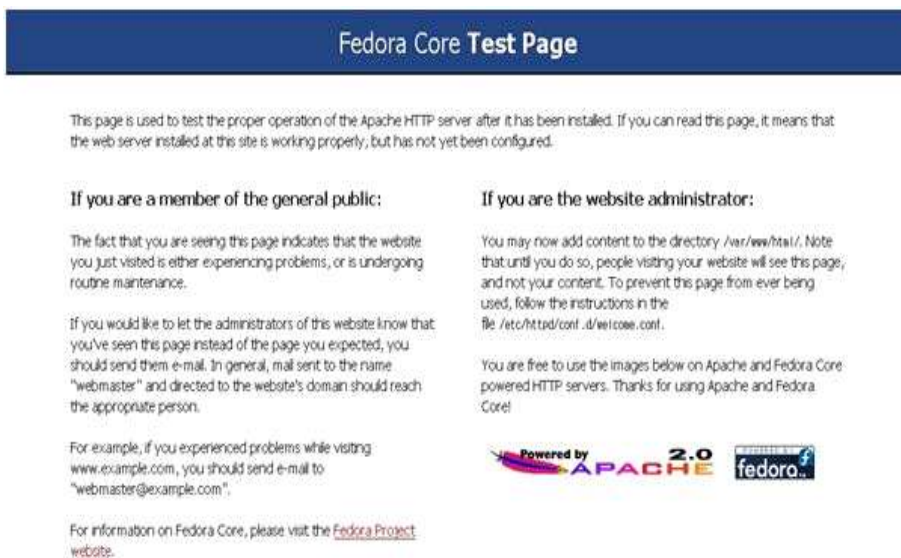 Fedora Core Test Page
This page is used to test the proper operation of the Apache HTTP server after it has been installed. If you can read this page, it means that
the web server installed at this site is working properly, but has not yet been configured.
If you are a member of the general public:
The fact that you are seeing this page indicates that the website
you just visited is either experiencing problems, or is undergoing
routine maintenance.
If you would like to let the administrators of this website know that
you've seen this page instead of the page you expected, you
should send them e-mail. In general, mail sent to the name
"webmaster" and directed to the website's domain should reach
the appropriate person.
For example, if you experienced problems while visiting
www.example.com, you should send e-mail to
"webmaster@example.com".
For information on Fedora Core, please visit the Fedora Project
website.
If you are the website administrator:
You may now add content to the directory /var/www/html/. Note
that until you do so, people visiting your website will see this page,
and not your content. To prevent this page from ever being
used, follow the instructions in the
file /etc/httpd/conf.d/welcome.conf.
You are free to use the images below on Apache and Fedora Core
powered HTTP servers. Thanks for using Apache and Fedora
Core!
Powered by 2.0
APACHE
POWERED BY
fedora